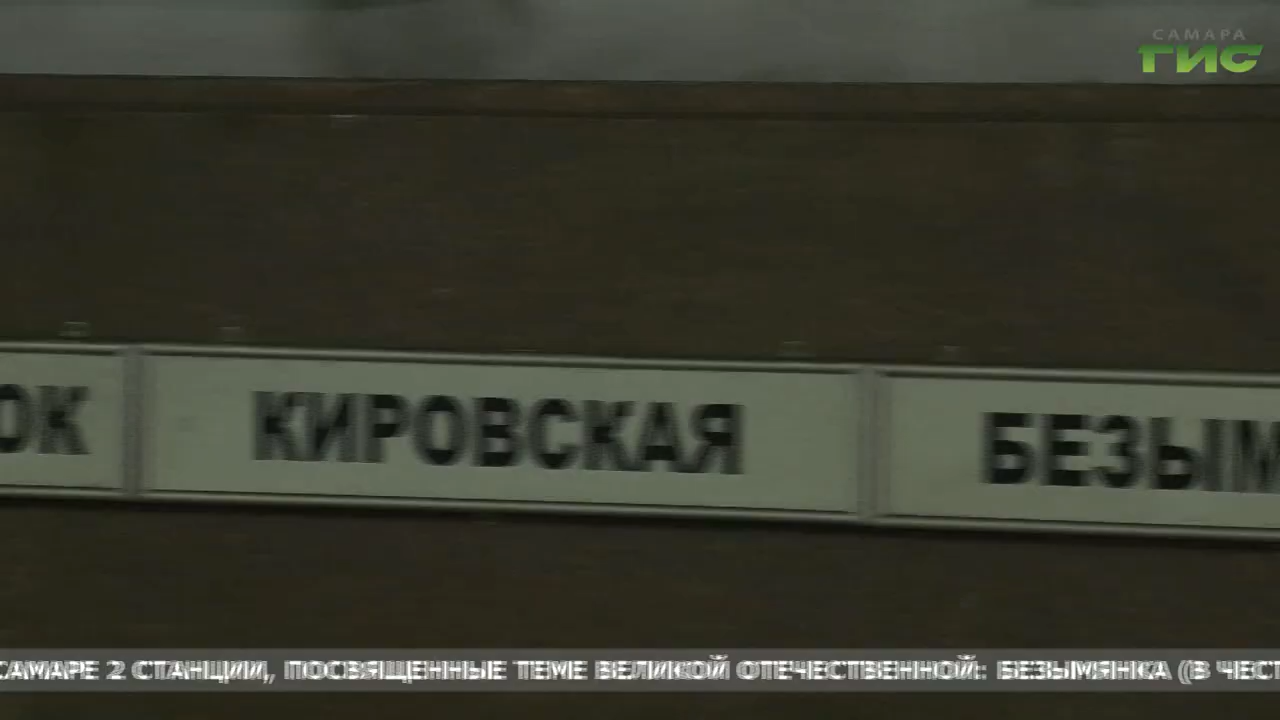 САМАРА
ГИС
ОК КИРОВСКАЯ БЕЗЫМ
САМАРЕ 2 СТАНЦИИ, ПОСВЯЩЕННЫЕ ТЕМЕ ВЕЛИКОЙ ОТЕЧЕСТВЕННОЙ: БЕЗЫМЯНКА ((В ЧЕСТ